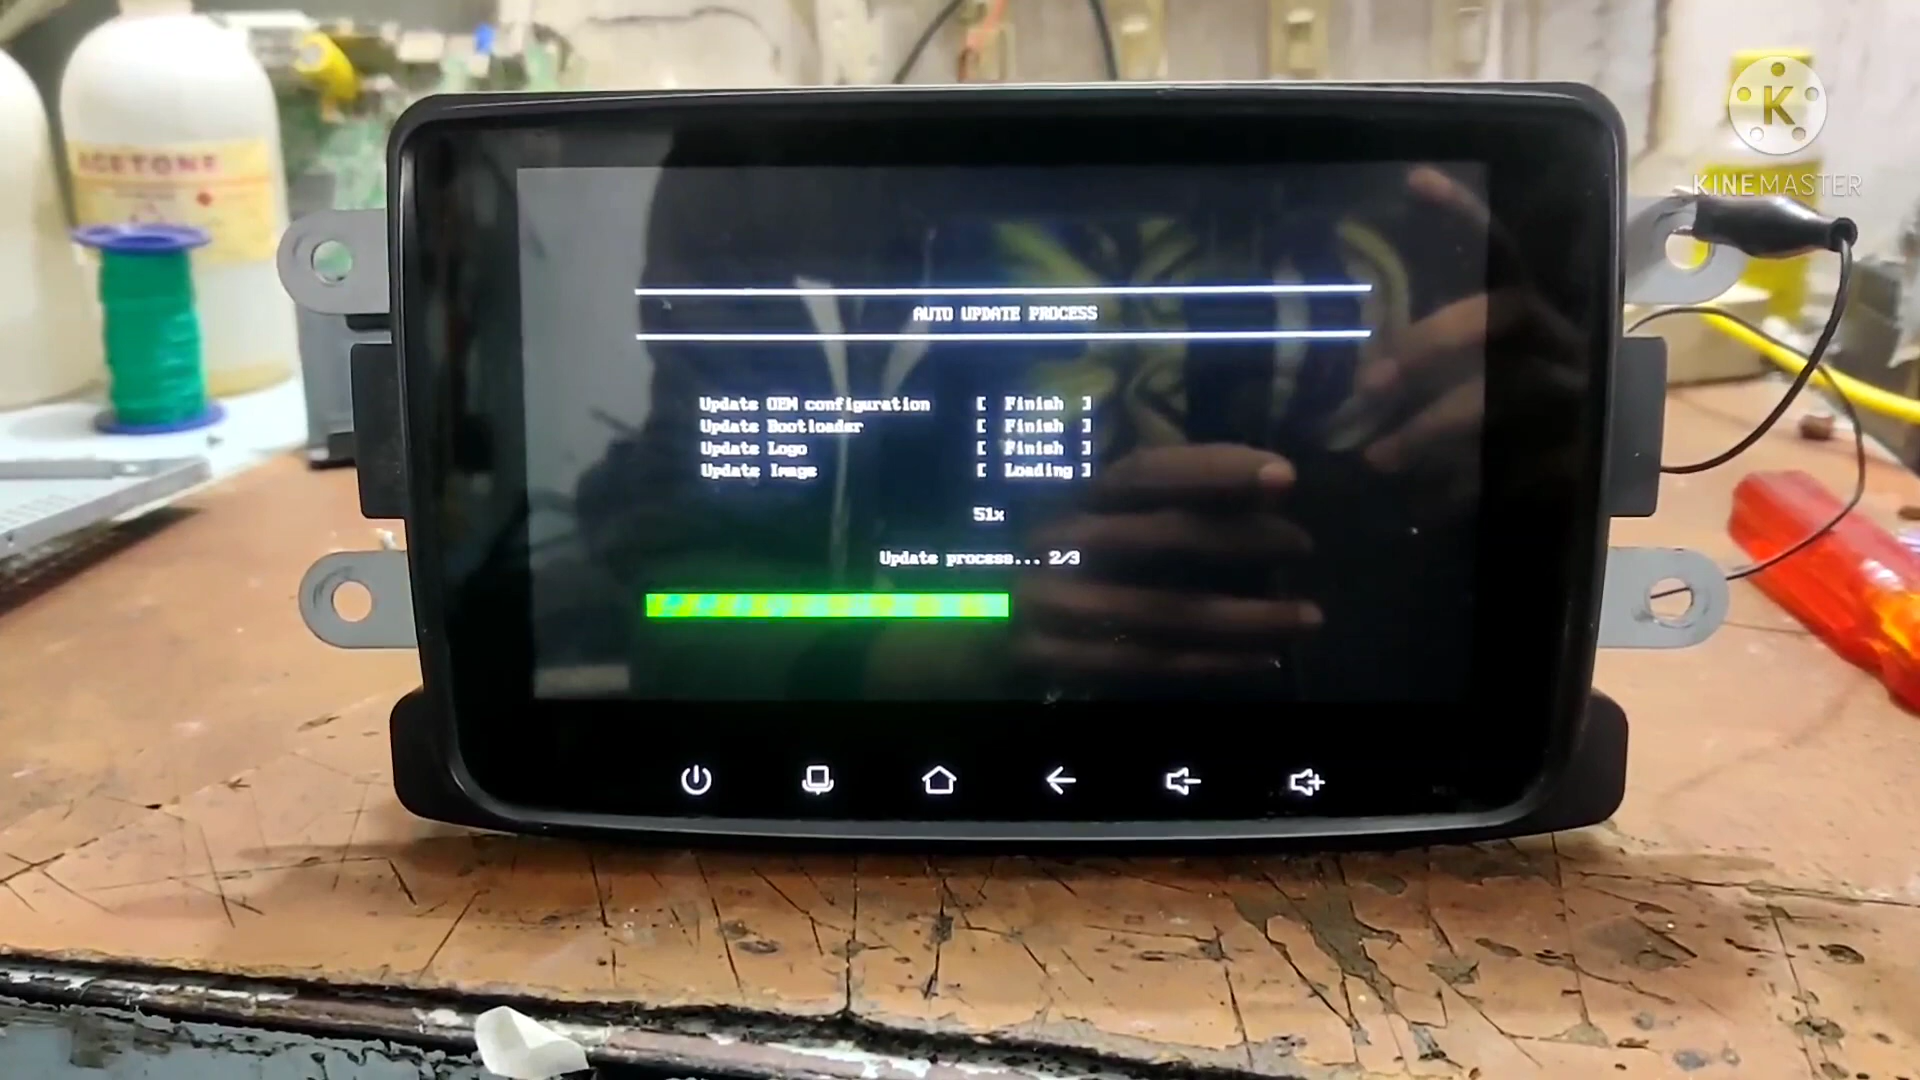 ACETONE
K
KINEMASTER
AUTO UPDATE PROCESS
Update OEM configuration [ Finish ]
Update Bootloader [ Finish ]
Update Logo [ Finish ]
Update Image [ Loading ]
51%
Update process... 2/3